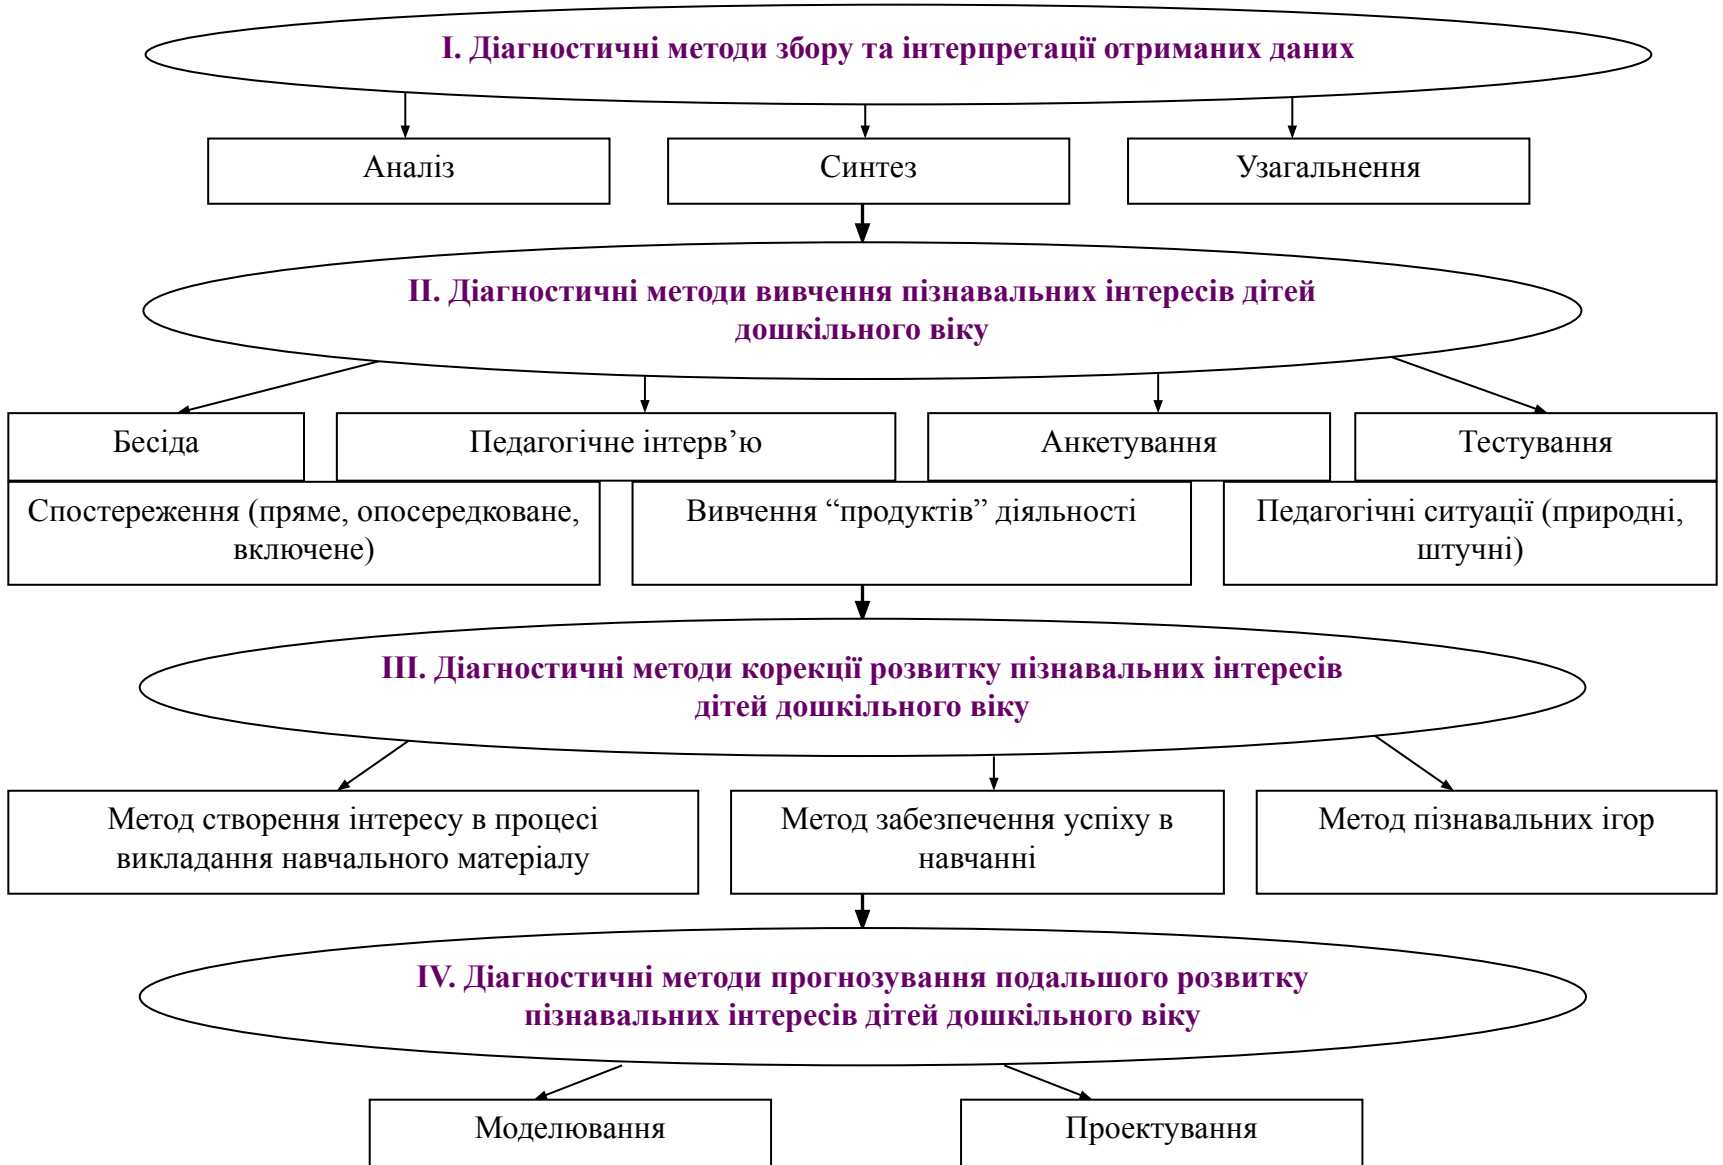 І. Діагностичні методи збору та інтерпретації отриманих даних
Аналіз
Синтез
Узагальнення
ІІ. Діагностичні методи вивчення пізнавальних інтересів дітей
дошкільного віку
Бесіда
Педагогічне інтерв’ю
Анкетування
Тестування
Спостереження (пряме, опосередковане,
включене)
Вивчення “продуктів” діяльності
Педагогічні ситуації (природні,
штучні)
ІІІ. Діагностичні методи корекції розвитку пізнавальних інтересів
дітей дошкільного віку
Метод створення інтересу в процесі
викладання навчального матеріалу
Метод забезпечення успіху в
навчанні
Метод пізнавальних ігор
IV. Діагностичні методи прогнозування подальшого розвитку
пізнавальних інтересів дітей дошкільного віку
Моделювання
Проектування